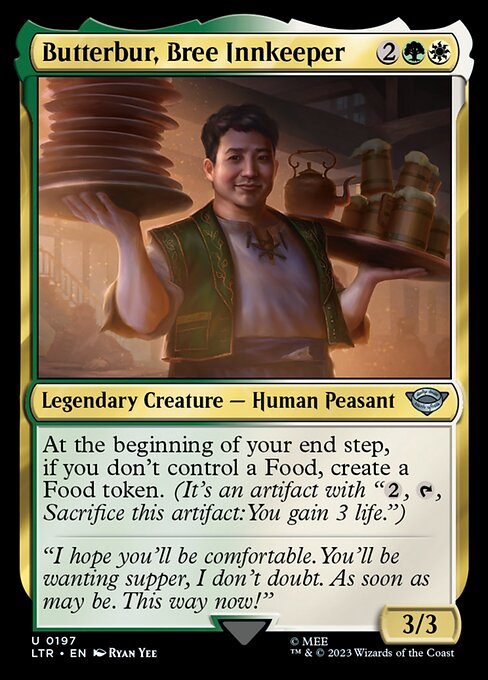 Butterbur, Bree Innkeeper 2
Legendary Creature — Human Peasant
At the beginning of your end step,
if you don't control a Food, create a
Food token. (It's an artifact with “2, ,
Sacrifice this artifact:You gain 3 life.”)
“I hope you'll be comfortable. You'll be
wanting supper, I don't doubt. As soon as
may be. This way now!”
3/3
U 0197
LTR • EN Ryan Yee
© MEE
™ & © 2023 Wizards of the Coast